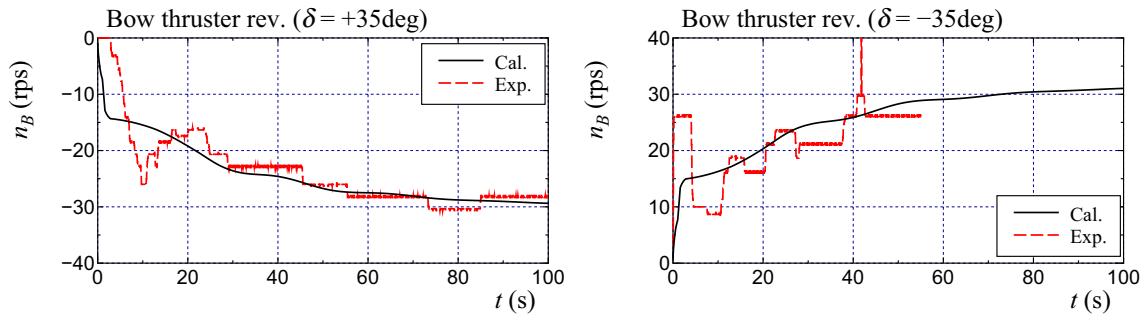 Bow thruster rev. (δ = +35deg)
0
−10
−20
−30
−40
n_B (rps)
Cal.
Exp.
0 20 40 60 80 100
t (s)
Bow thruster rev. (δ = −35deg)
40
30
20
10
0
n_B (rps)
Cal.
Exp.
0 20 40 60 80 100
t (s)